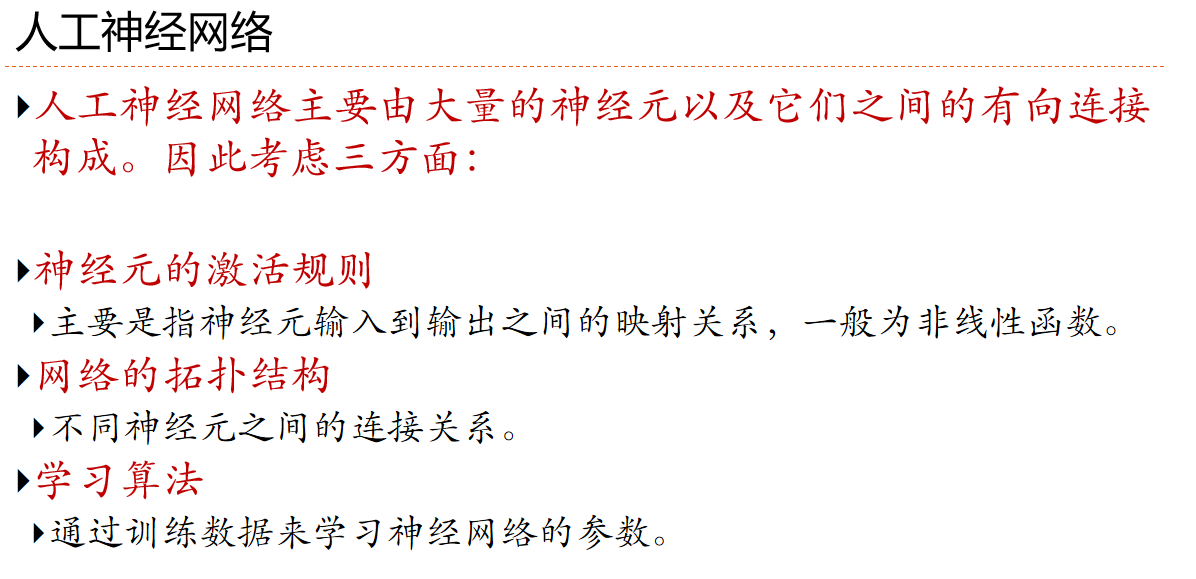 人工神经网络
人工神经网络主要由大量的神经元以及它们之间的有向连接
构成。因此考虑三方面：
神经元的激活规则
主要是指神经元输入到输出之间的映射关系，一般为非线性函数。
网络的拓扑结构
不同神经元之间的连接关系。
学习算法
通过训练数据来学习神经网络的参数。